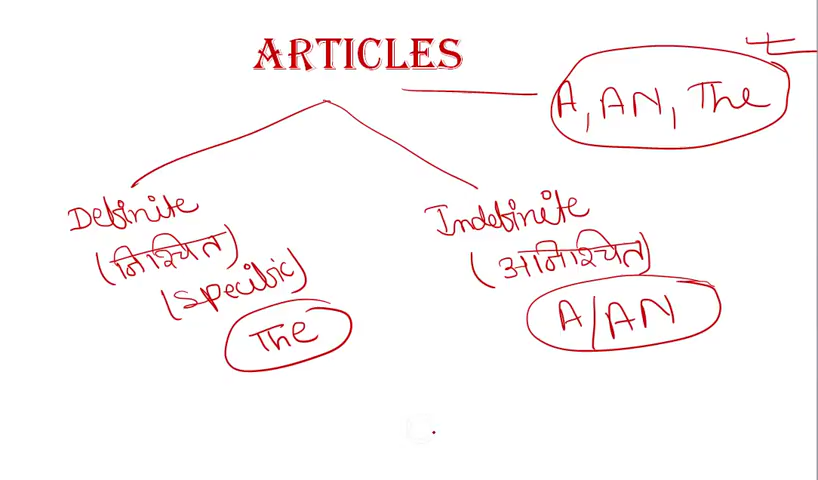 ARTICLES
A, AN, The
Definite
(निश्चित)
(Specific)
The
Indefinite
(अनिश्चित)
A/AN